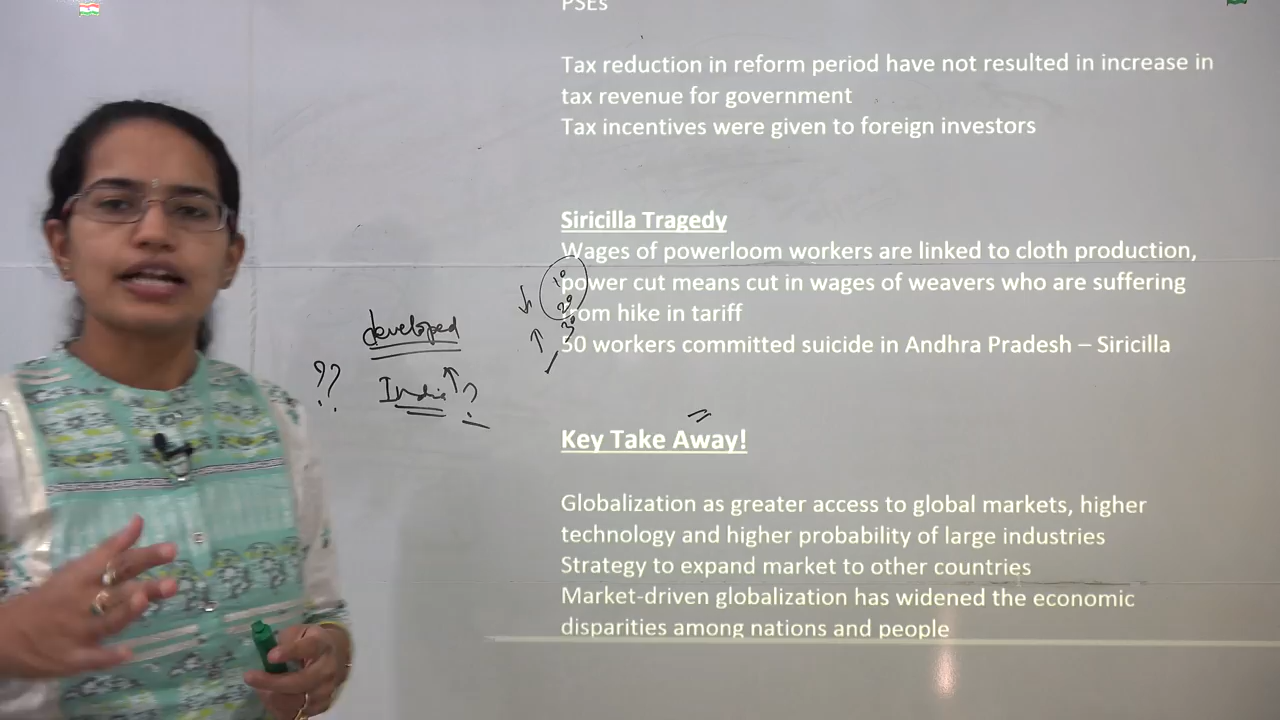 PSEs
Tax reduction in reform period have not resulted in increase in
tax revenue for government
Tax incentives were given to foreign investors
Siricilla Tragedy
Wages of powerloom workers are linked to cloth production,
power cut means cut in wages of weavers who are suffering
from hike in tariff
50 workers committed suicide in Andhra Pradesh – Siricilla
1°
2°
3°
developed
??
India ?
Key Take Away!
Globalization as greater access to global markets, higher
technology and higher probability of large industries
Strategy to expand market to other countries
Market-driven globalization has widened the economic
disparities among nations and people